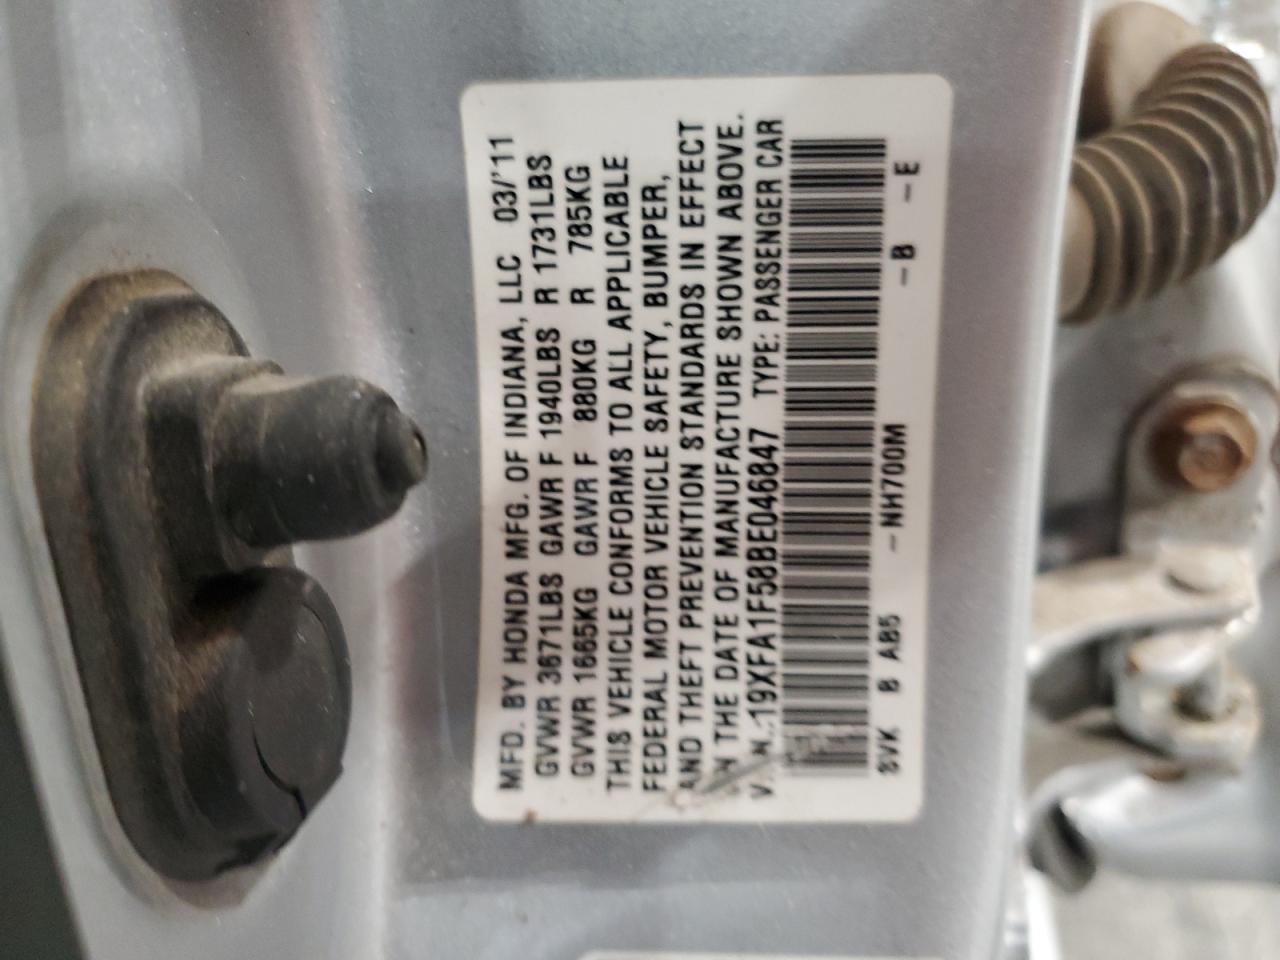 MFD. BY HONDA MFG. OF INDIANA, LLC 03/'11
GVWR 3671LBS GAWR F 1940LBS R 1731LBS
GVWR 1665KG GAWR F 880KG R 785KG
THIS VEHICLE CONFORMS TO ALL APPLICABLE
FEDERAL MOTOR VEHICLE SAFETY, BUMPER,
AND THEFT PREVENTION STANDARDS IN EFFECT
ON THE DATE OF MANUFACTURE SHOWN ABOVE.
V.I.N.:19XFA1F58BE046847 TYPE: PASSENGER CAR
SVK B AB5 -NH700M -B -E